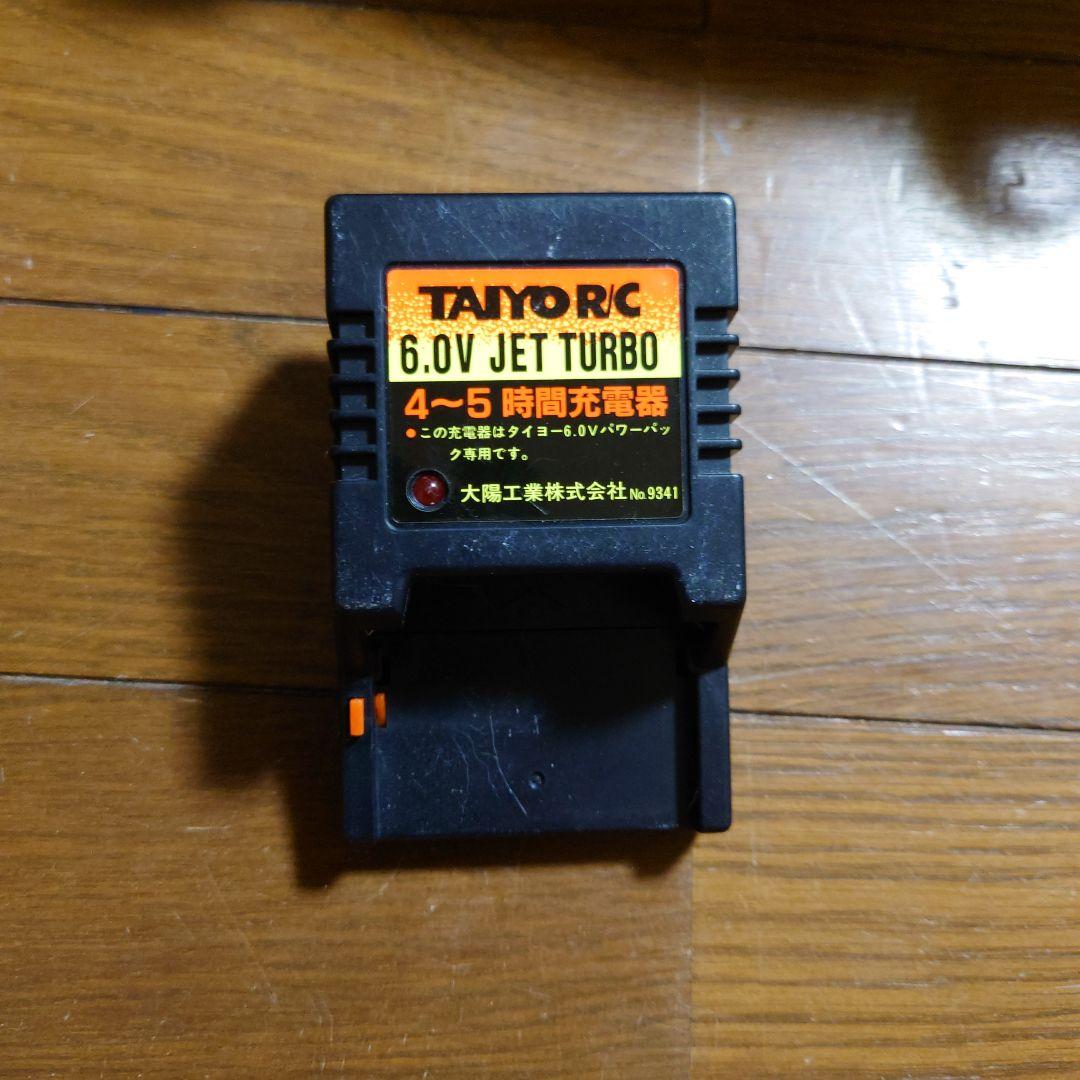 TAIYO R/C
6.0V JET TURBO
4〜5時間充電器
●この充電器はタイヨー6.0Vパワーパッ
ク専用です。
大陽工業株式会社 No.9341